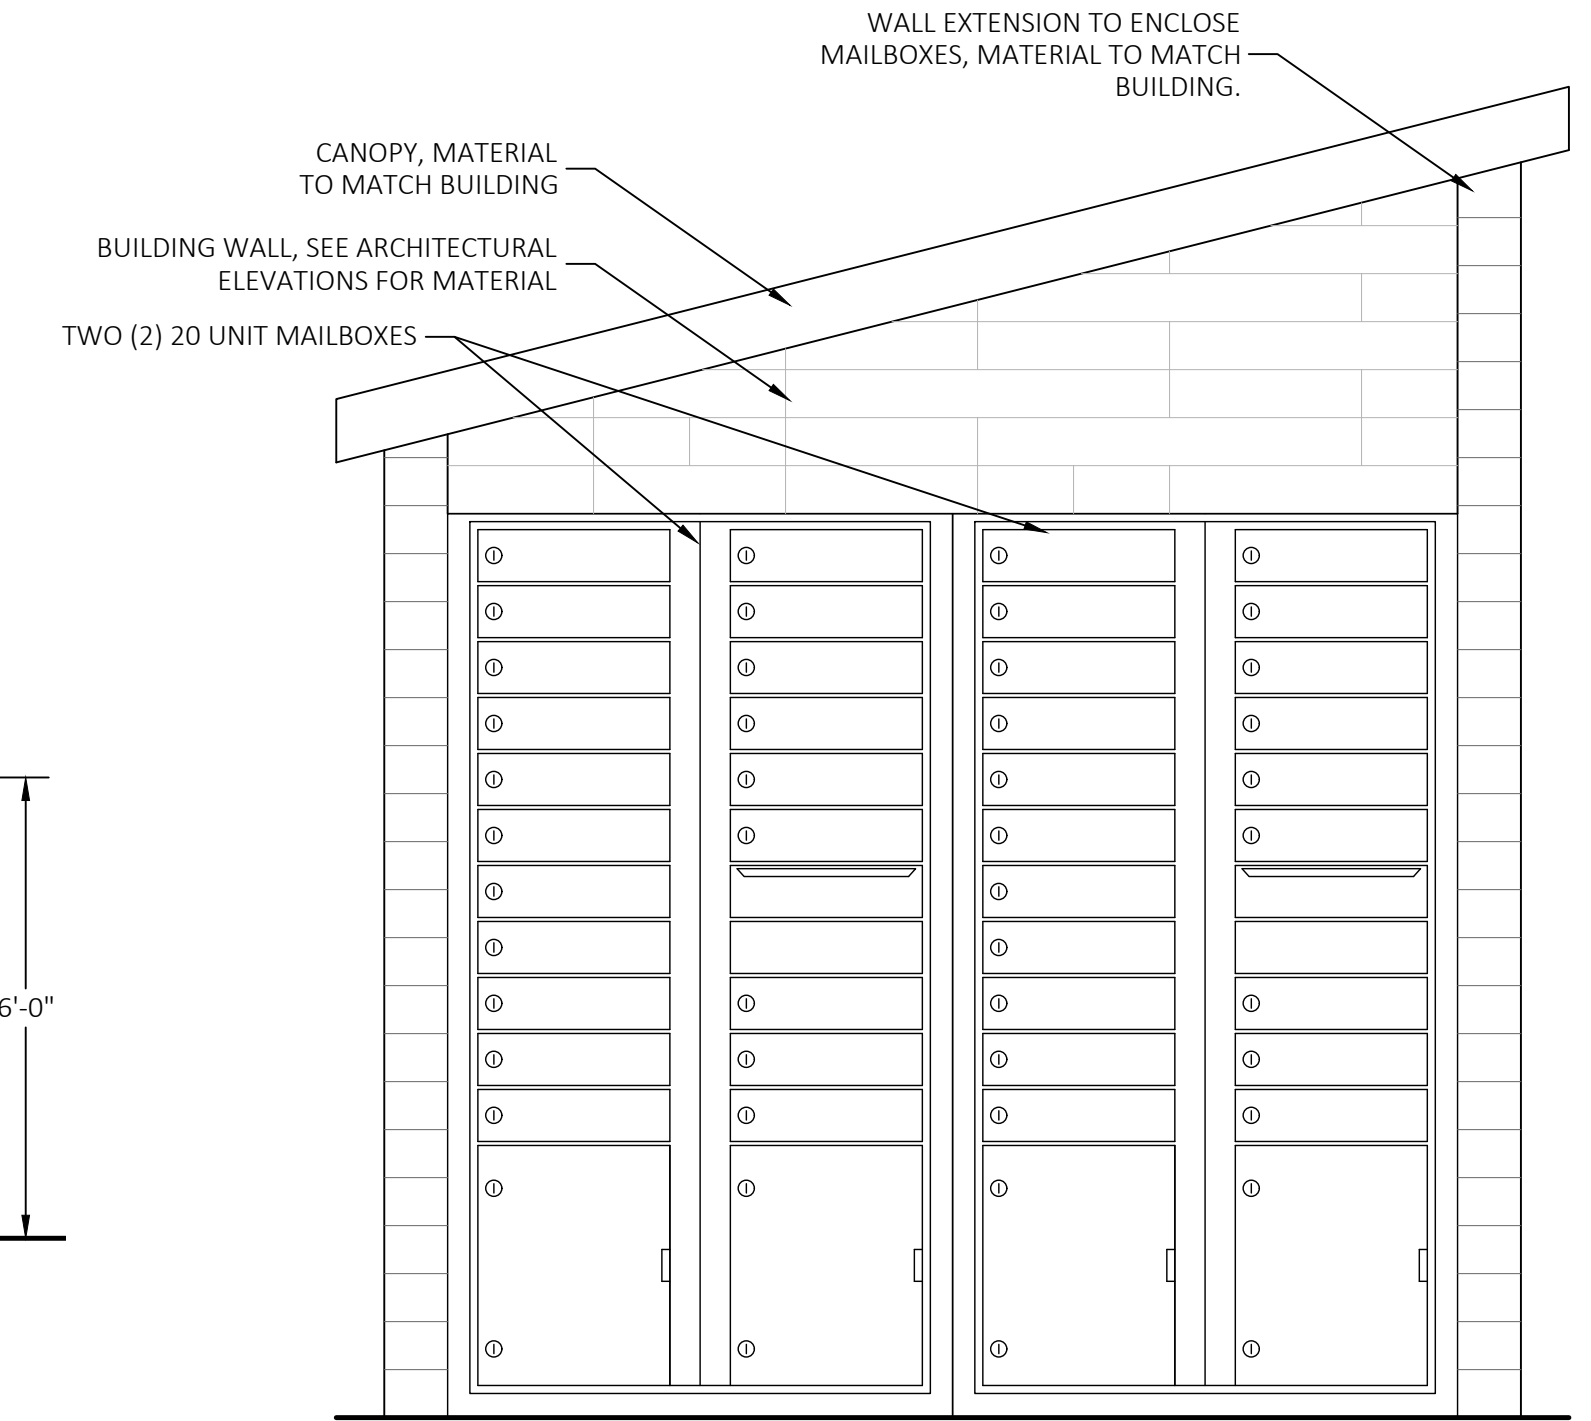 WALL EXTENSION TO ENCLOSE
MAILBOXES, MATERIAL TO MATCH
BUILDING.
CANOPY, MATERIAL
TO MATCH BUILDING
BUILDING WALL, SEE ARCHITECTURAL
ELEVATIONS FOR MATERIAL
TWO (2) 20 UNIT MAILBOXES
6'-0"